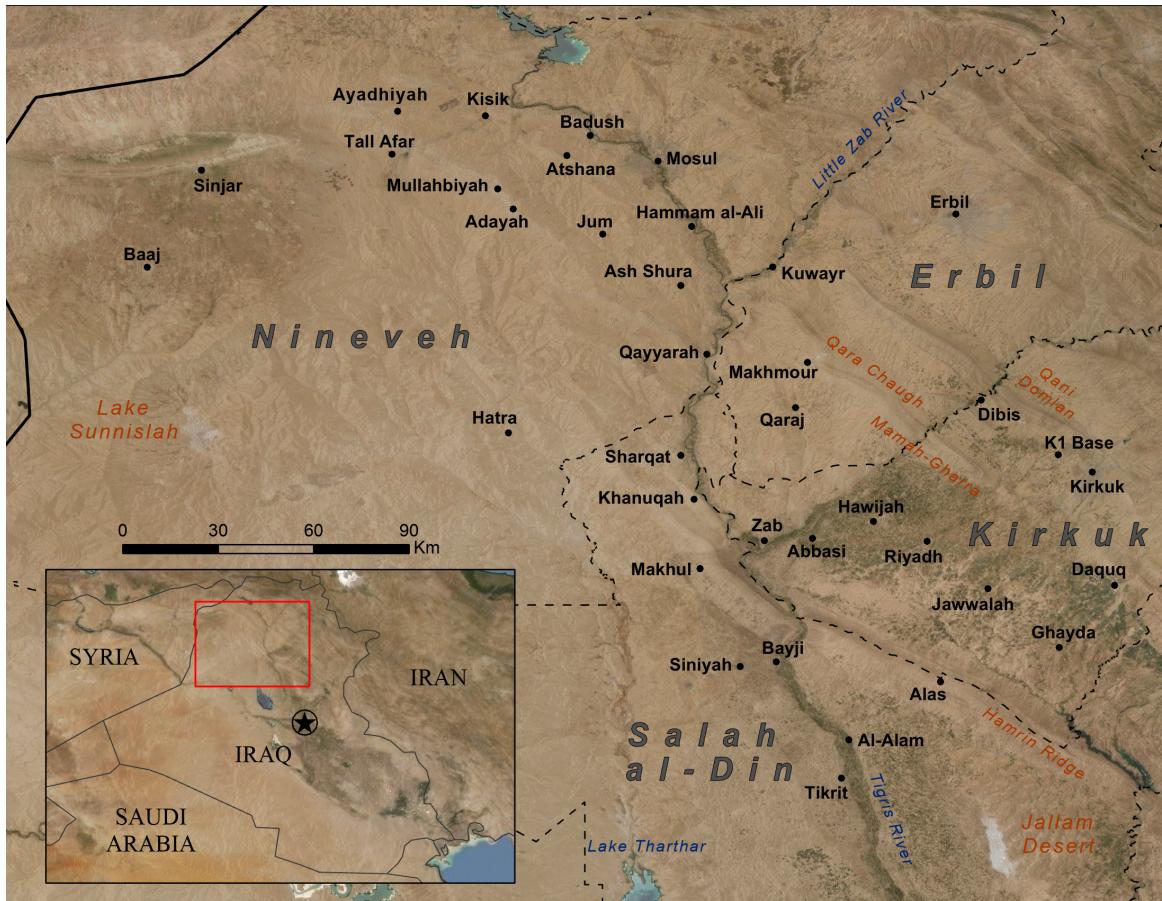 Ayadhiyah
Kisik
Badush
Tall Afar
Atshana
Mosul
Little Zab River
Sinjar
Mullahbiyah
Adayah
Jum
Hammam al-Ali
Erbil
Baaj
Ash Shura
Kuwayr
Erbil
Nineveh
Qayyarah
Makhmour
Qara Chaugh
Qani
Domlan
Lake
Sunnislah
Hatra
Qaraj
Dibis
Mamah-Gharra
K1 Base
Sharqat
Kirkuk
Khanuqah
Hawijah
Zab
Abbasi
Riyadh
Kirkuk
0 30 60 90
Km
Makhul
Daquq
Jawwalah
Ghayda
Bayji
Siniyah
Alas
Salah
al-Din
Al-Alam
Hamrin Ridge
Tikrit
Tigris River
Jallam
Desert
Lake Tharthar
SYRIA
IRAN
IRAQ
SAUDI
ARABIA